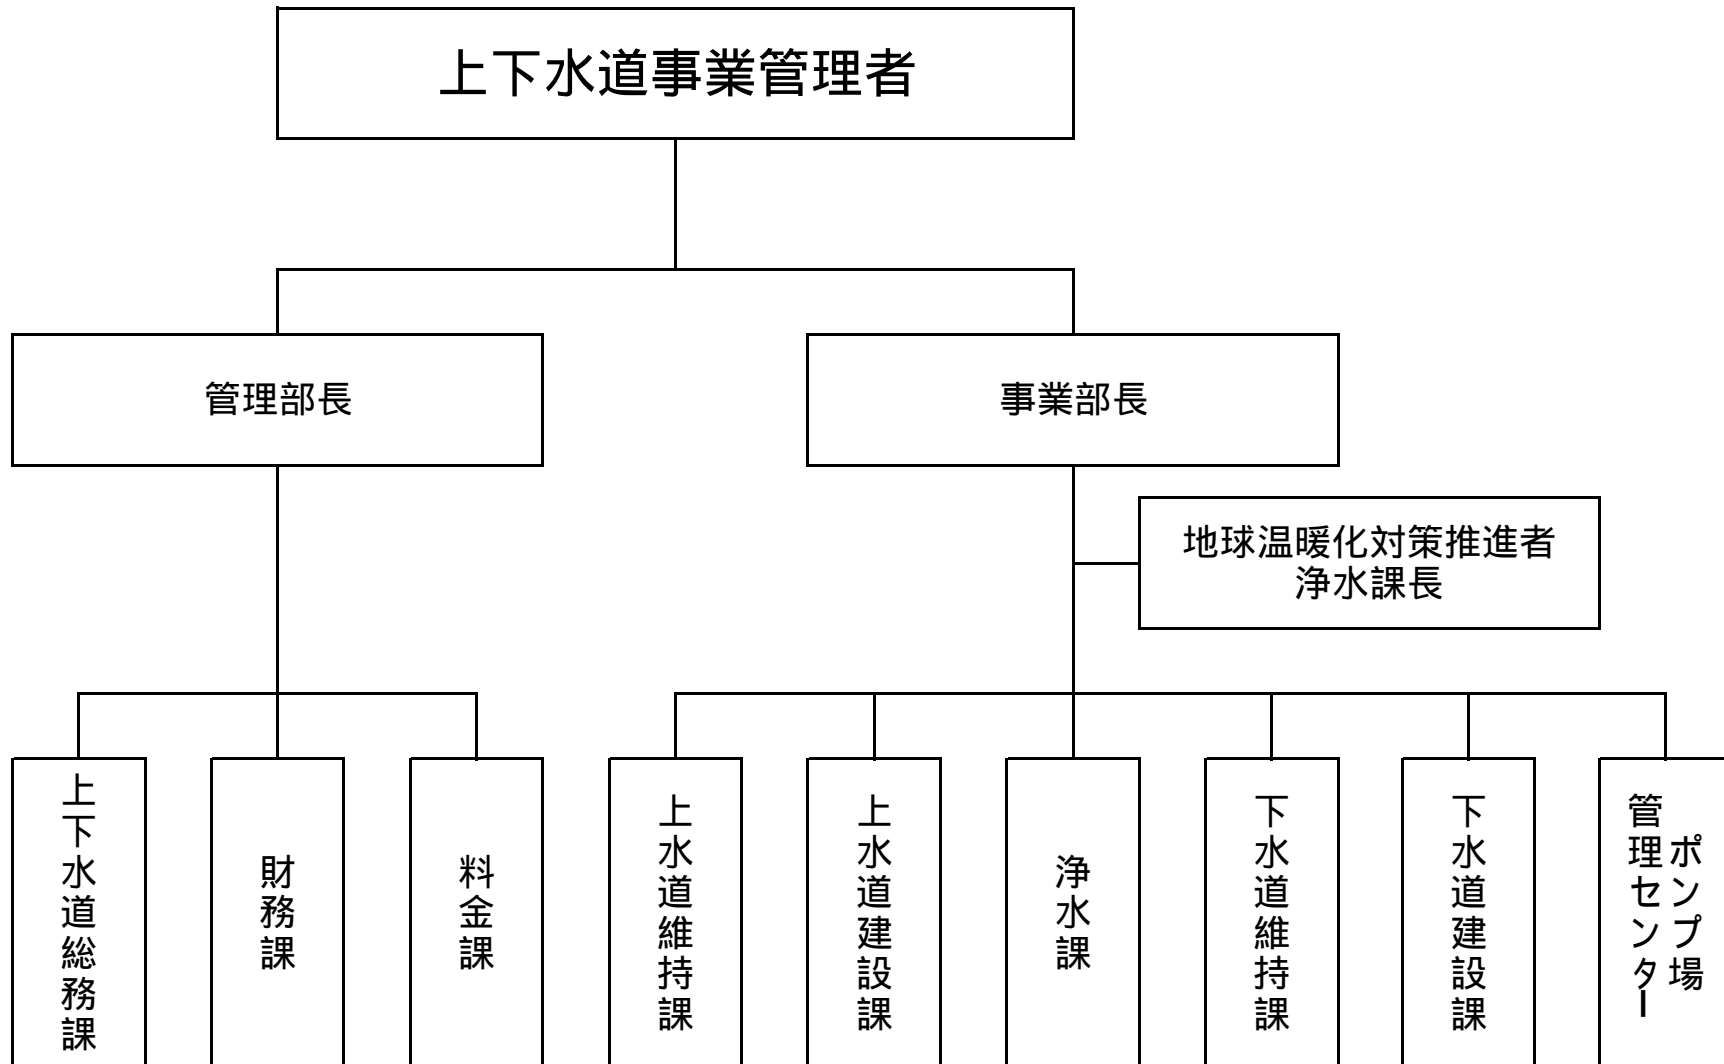 上下水道事業管理者
管理部長
事業部長
地球温暖化対策推進者
浄水課長
上下水道総務課
財務課
料金課
上水道維持課
上水道建設課
浄水課
下水道維持課
下水道建設課
ポンプ場
管理センター